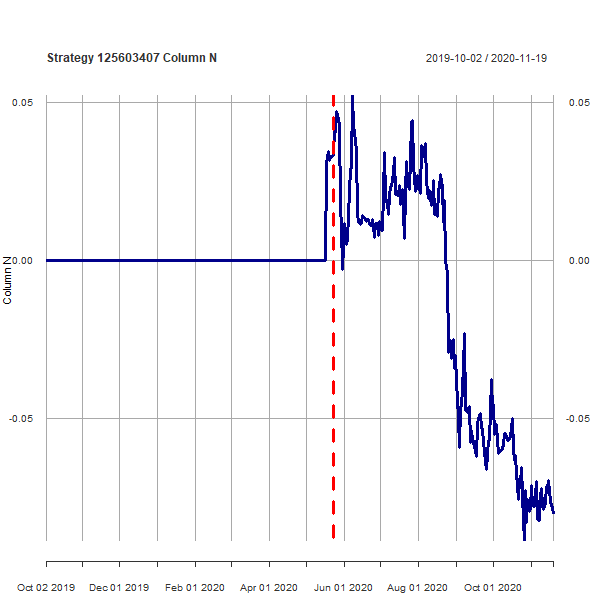 Strategy 125603407 Column N
2019-10-02 / 2020-11-19
0.05
0.05
0.00
0.00
-0.05
-0.05
Column N
Oct 02 2019
Dec 01 2019
Feb 01 2020
Apr 01 2020
Jun 01 2020
Aug 01 2020
Oct 01 2020